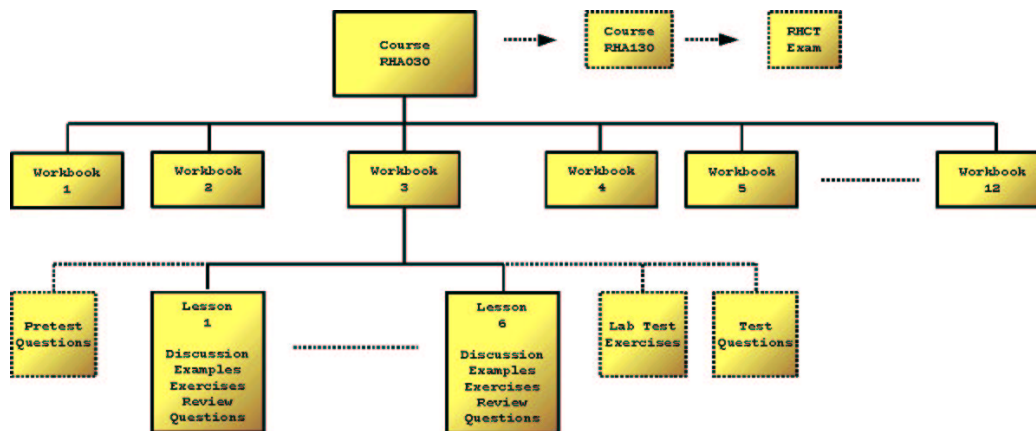 Course
RHA030
Course
RHA130
RHCT
Exam
Workbook
1
Workbook
2
Workbook
3
Workbook
4
Workbook
5
Workbook
12
Pretest
Questions
Lesson
1
Discussion
Examples
Exercises
Review
Questions
Lesson
6
Discussion
Examples
Exercises
Review
Questions
Lab Test
Exercises
Test
Questions